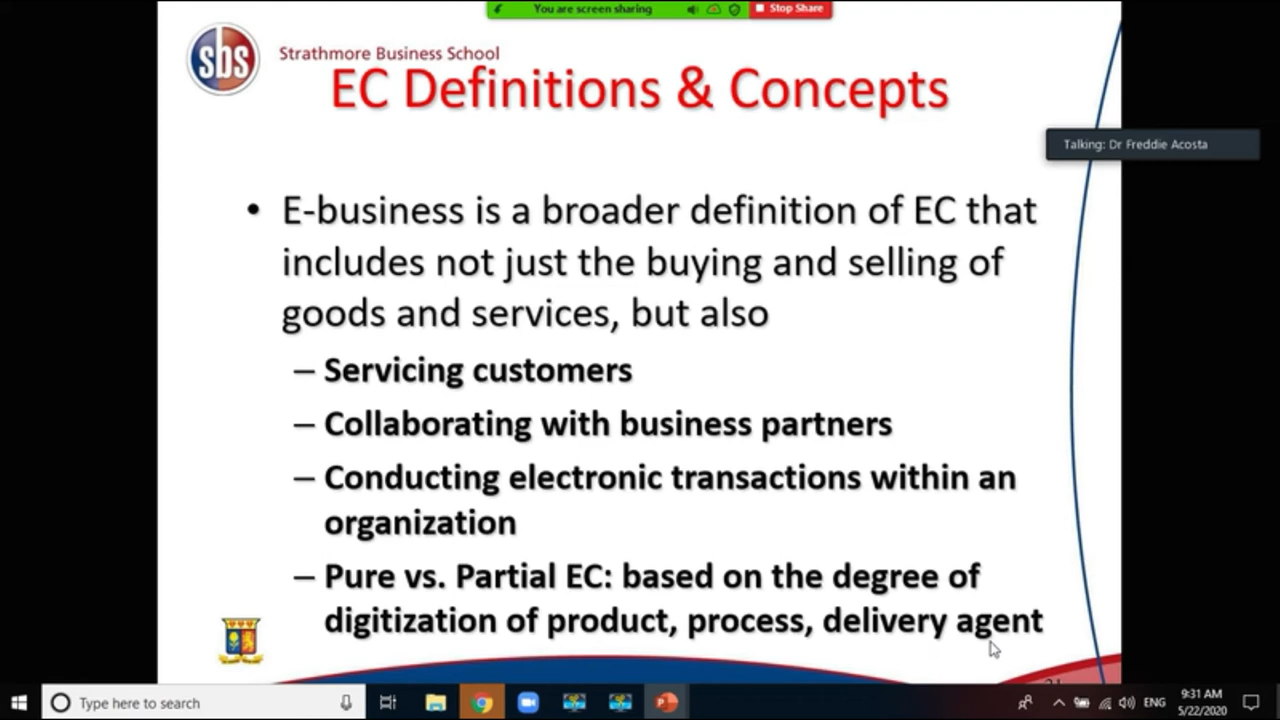 You are screen sharing
Stop Share
sbs
Strathmore Business School
EC Definitions & Concepts
Talking: Dr Freddie Acosta
• E-business is a broader definition of EC that
includes not just the buying and selling of
goods and services, but also
– Servicing customers
– Collaborating with business partners
– Conducting electronic transactions within an
organization
– Pure vs. Partial EC: based on the degree of
digitization of product, process, delivery agent
Type here to search
ENG
9:31 AM
5/22/2020